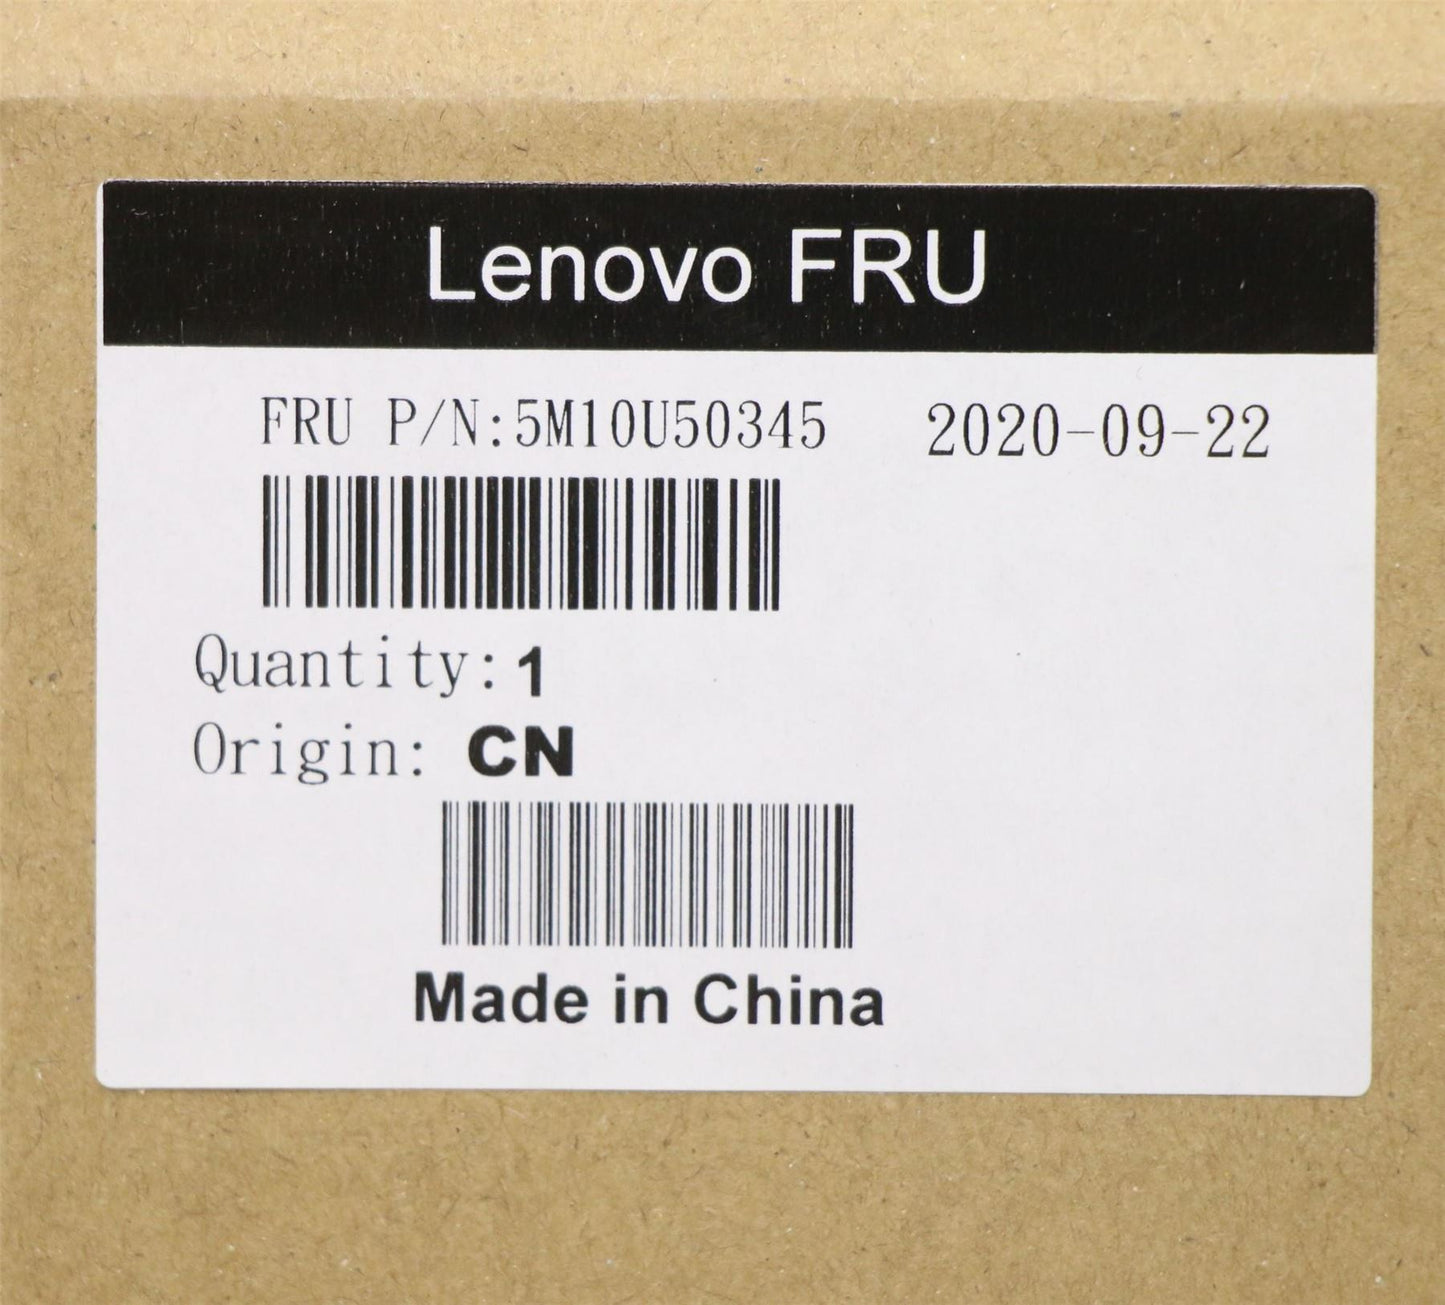 Lenovo FRU
FRU P/N:5M10U50345 2020-09-22
Quantity:1
Origin: CN
Made in China